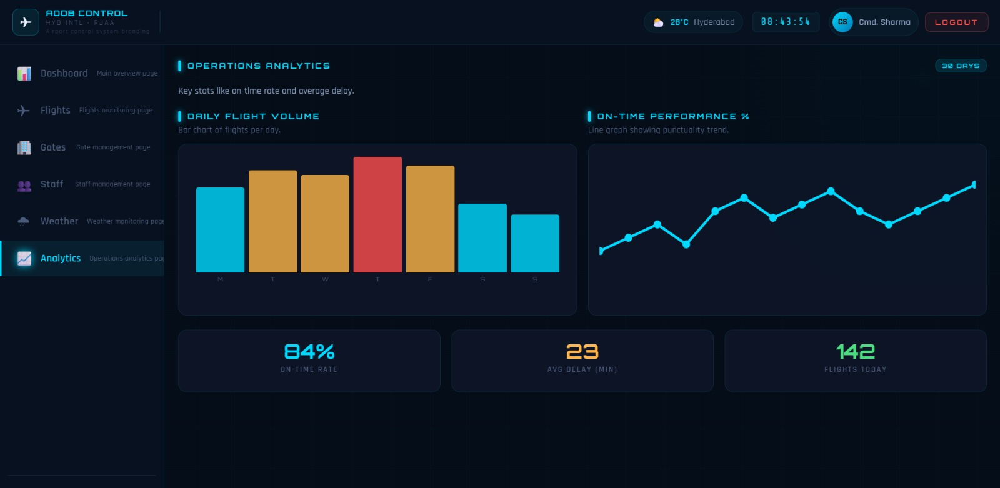 AODB CONTROL
HYD INTL · RJAA
Airport control system branding
28°C Hyderabad
08:43:54
CS Cmd. Sharma
LOGOUT
Dashboard Main overview page
Flights Flights monitoring page
Gates Gate management page
Staff Staff management page
Weather Weather monitoring page
Analytics Operations analytics pa
OPERATIONS ANALYTICS
30 DAYS
Key stats like on-time rate and average delay.
DAILY FLIGHT VOLUME
Bar chart of flights per day.
M T W T F S S
ON-TIME PERFORMANCE %
Line graph showing punctuality trend.
84%
ON-TIME RATE
23
AVG DELAY (MIN)
142
FLIGHTS TODAY